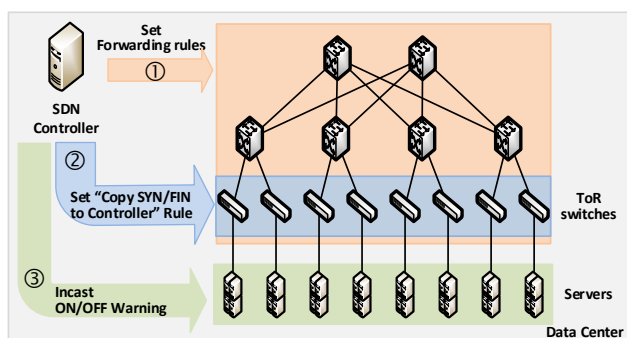 Set
Forwarding rules
①
SDN
Controller
②
Set “Copy SYN/FIN
to Controller” Rule
ToR
switches
③
Incast
ON/OFF Warning
Servers
Data Center